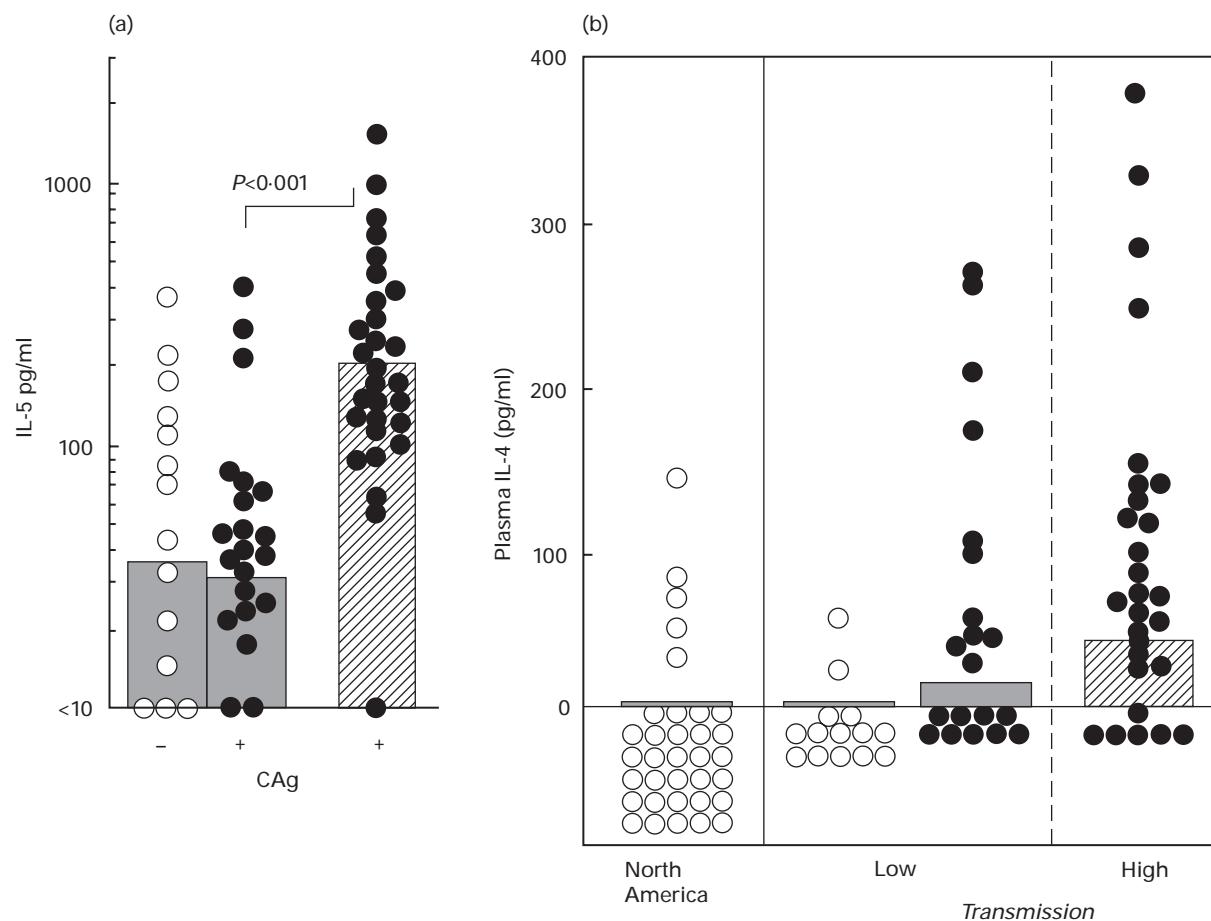 (a)
1000
100
<10
IL-5 pg/ml
P<0·001
– + +
CAg
(b)
400
300
200
100
0
Plasma IL-4 (pg/ml)
North
America
Low
High
Transmission